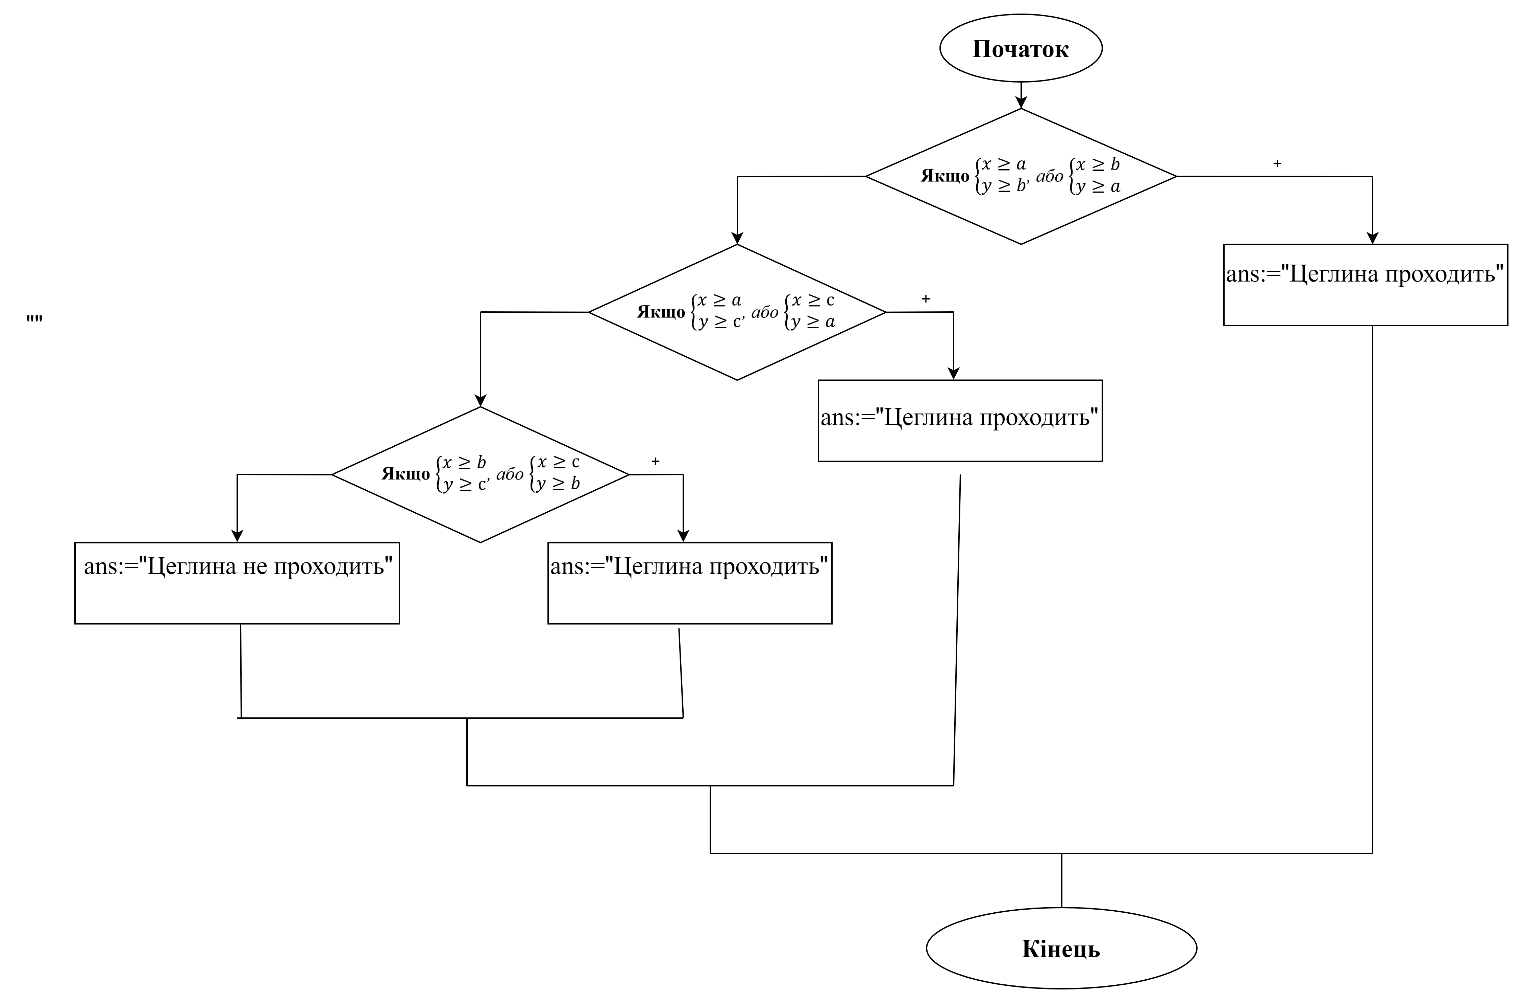 Початок
Якщо {x ≥ a y ≥ b, або {x ≥ b y ≥ a
+
ans:="Цеглина проходить"
Якщо {x ≥ a y ≥ c, або {x ≥ c y ≥ a
+
""
ans:="Цеглина проходить"
Якщо {x ≥ b y ≥ c, або {x ≥ c y ≥ b
+
ans:="Цеглина не проходить"
ans:="Цеглина проходить"
Кінець